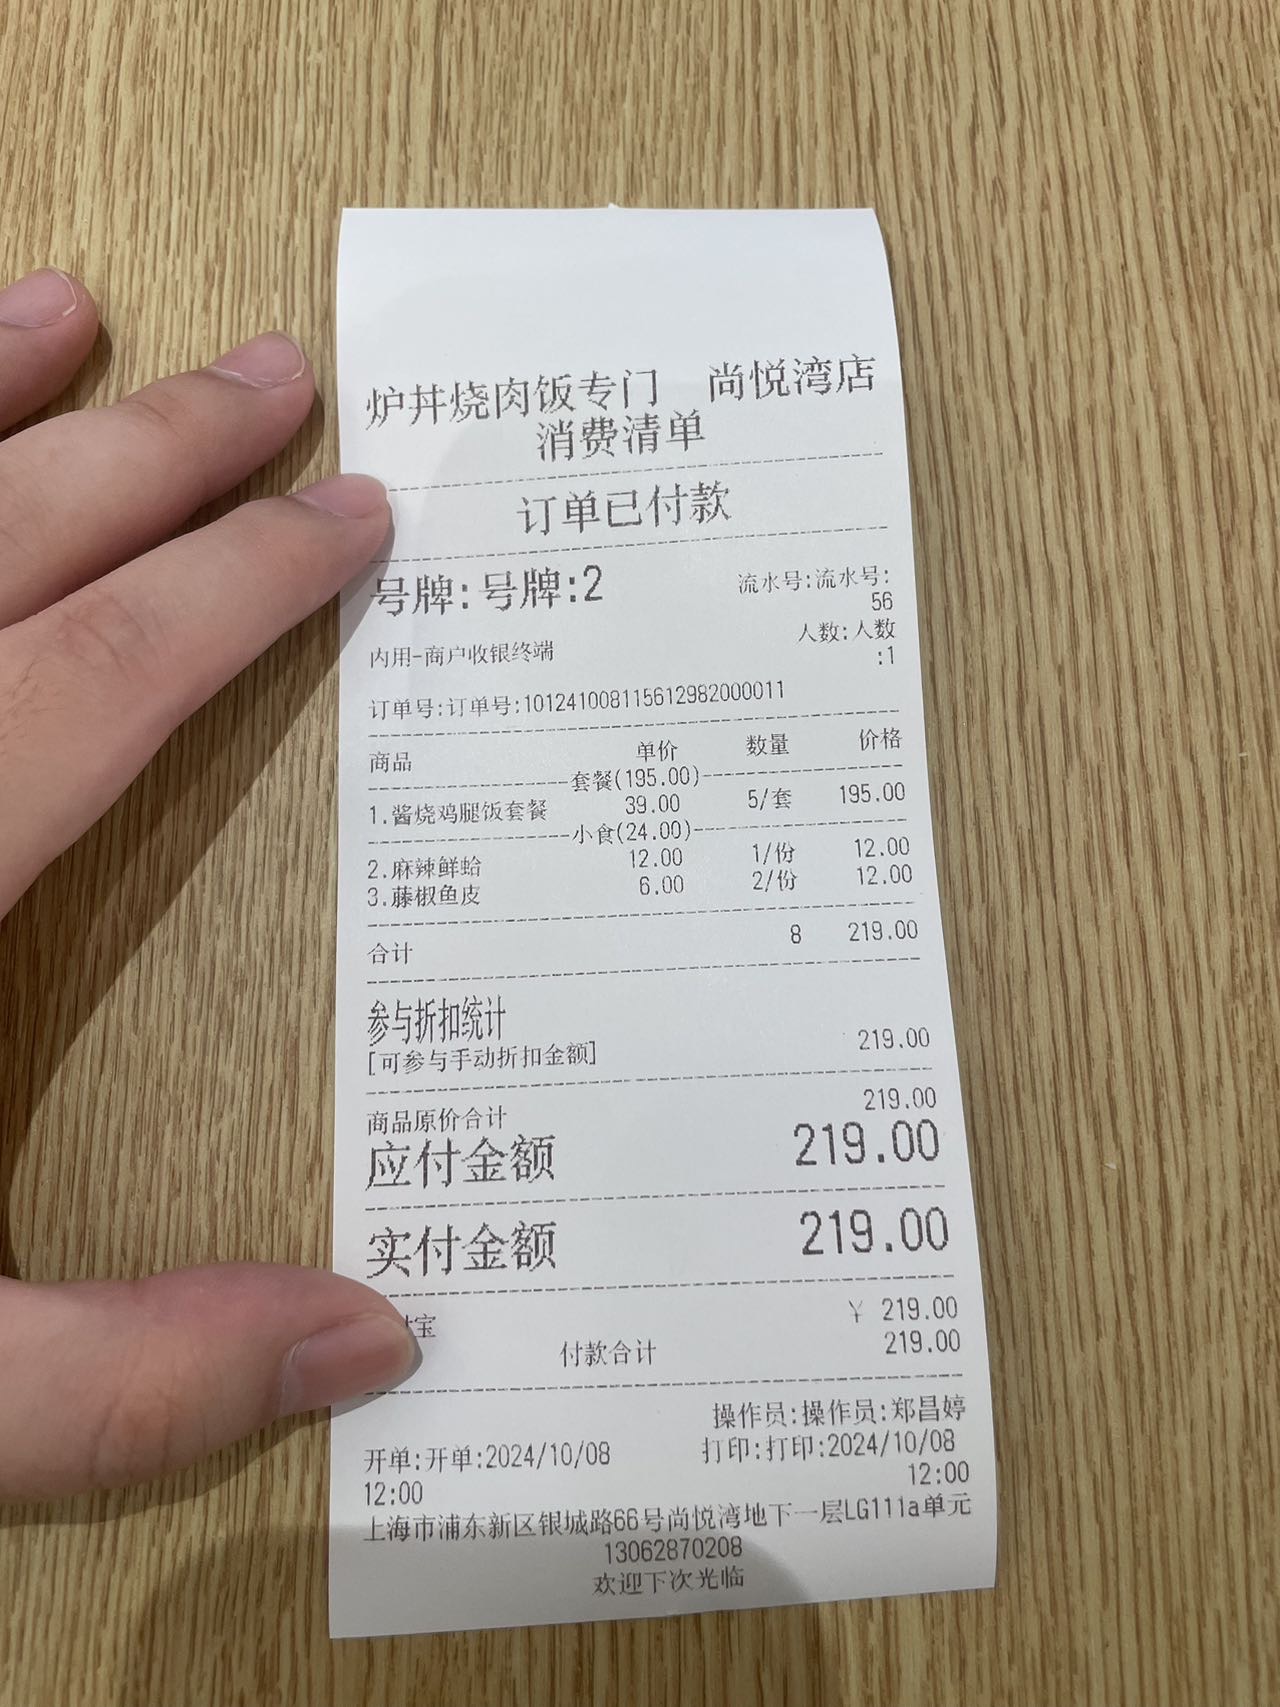 炉丼烧肉饭专门 尚悦湾店
消费清单
订单已付款
号牌:号牌:2 流水号:流水号:
56
内用-商户收银终端 人数:人数
:1
订单号:订单号:101241008115612982000011
商品 单价 数量 价格
套餐(195.00)
1.酱烧鸡腿饭套餐 39.00 5/套 195.00
小食(24.00)
2.麻辣鲜蛤 12.00 1/份 12.00
3.藤椒鱼皮 6.00 2/份 12.00
合计 8 219.00
参与折扣统计
[可参与手动折扣金额] 219.00
商品原价合计 219.00
应付金额 219.00
实付金额 219.00
付宝 ¥ 219.00
付款合计 219.00
操作员:操作员:郑昌婷
开单:开单:2024/10/08 打印:打印:2024/10/08
12:00 12:00
上海市浦东新区银城路66号尚悦湾地下一层LG111a单元
13062870208
欢迎下次光临